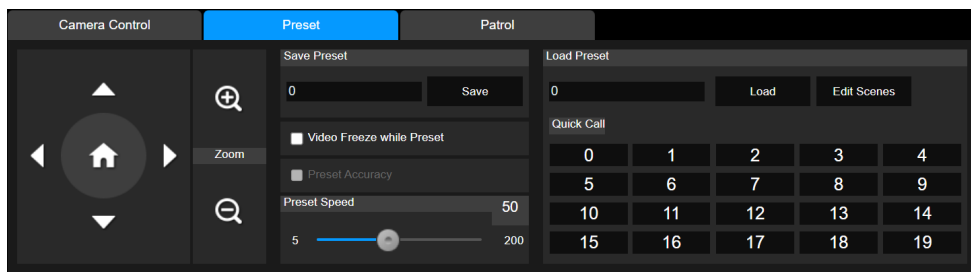 Camera Control Preset Patrol
Save Preset
0 Save
Video Freeze while Preset
Preset Accuracy
Preset Speed 50
5 200
Zoom
Load Preset
0 Load Edit Scenes
Quick Call
0 1 2 3 4
5 6 7 8 9
10 11 12 13 14
15 16 17 18 19